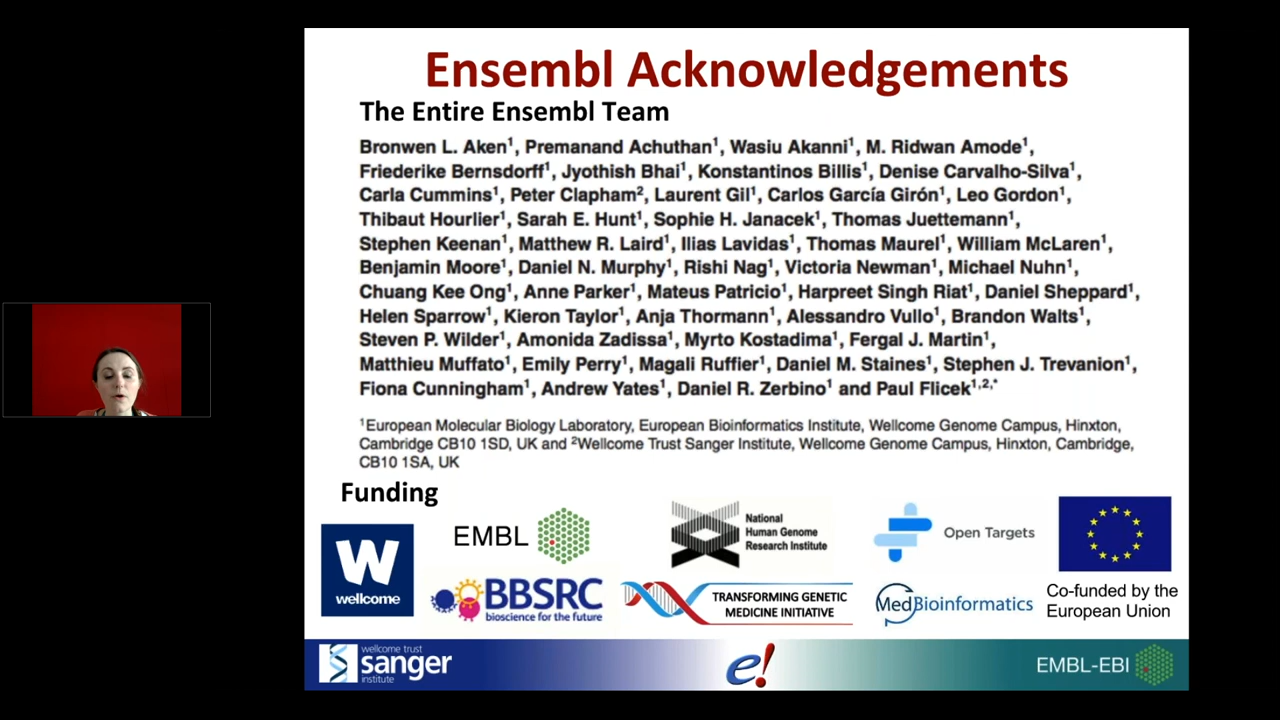 Ensembl Acknowledgements
The Entire Ensembl Team
Bronwen L. Aken¹, Premanand Achuthan¹, Wasiu Akanni¹, M. Ridwan Amode¹,
Friederike Bernsdorff¹, Jyothish Bhai¹, Konstantinos Billis¹, Denise Carvalho-Silva¹,
Carla Cummins¹, Peter Clapham², Laurent Gil¹, Carlos García Girón¹, Leo Gordon¹,
Thibaut Hourlier¹, Sarah E. Hunt¹, Sophie H. Janacek¹, Thomas Juettemann¹,
Stephen Keenan¹, Matthew R. Laird¹, Ilias Lavidas¹, Thomas Maurel¹, William McLaren¹,
Benjamin Moore¹, Daniel N. Murphy¹, Rishi Nag¹, Victoria Newman¹, Michael Nuhn¹,
Chuang Kee Ong¹, Anne Parker¹, Mateus Patricio¹, Harpreet Singh Riat¹, Daniel Sheppard¹,
Helen Sparrow¹, Kieron Taylor¹, Anja Thormann¹, Alessandro Vullo¹, Brandon Walts¹,
Steven P. Wilder¹, Amonida Zadissa¹, Myrto Kostadima¹, Fergal J. Martin¹,
Matthieu Muffato¹, Emily Perry¹, Magali Ruffier¹, Daniel M. Staines¹, Stephen J. Trevanion¹,
Fiona Cunningham¹, Andrew Yates¹, Daniel R. Zerbino¹ and Paul Flicek¹,²,*
¹European Molecular Biology Laboratory, European Bioinformatics Institute, Wellcome Genome Campus, Hinxton,
Cambridge CB10 1SD, UK and ²Wellcome Trust Sanger Institute, Wellcome Genome Campus, Hinxton, Cambridge,
CB10 1SA, UK
Funding
W
wellcome
EMBL
National
Human Genome
Research Institute
Open Targets
BBSRC
bioscience for the future
TRANSFORMING GENETIC
MEDICINE INITIATIVE
MedBioinformatics
Co-funded by the
European Union
wellcome trust
sanger
institute
e!
EMBL-EBI